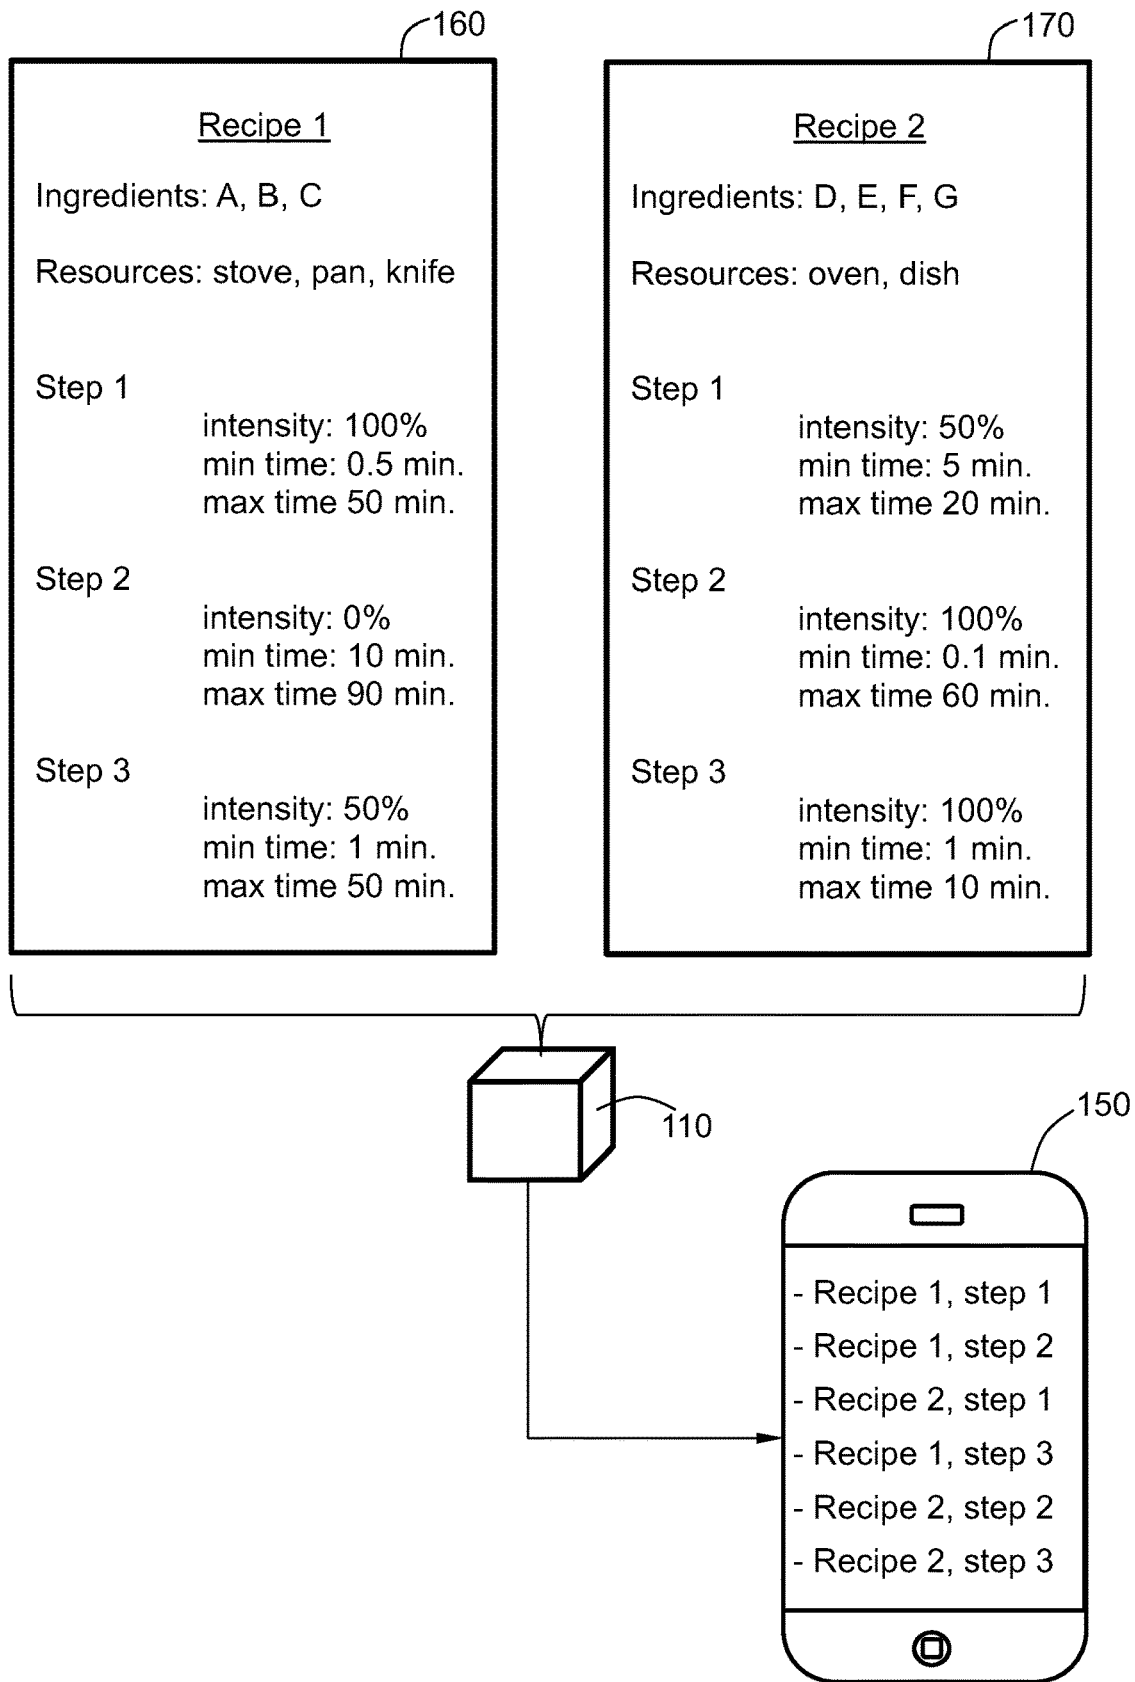 160
Recipe 1
Ingredients: A, B, C
Resources: stove, pan, knife
Step 1
intensity: 100%
min time: 0.5 min.
max time 50 min.
Step 2
intensity: 0%
min time: 10 min.
max time 90 min.
Step 3
intensity: 50%
min time: 1 min.
max time 50 min.
170
Recipe 2
Ingredients: D, E, F, G
Resources: oven, dish
Step 1
intensity: 50%
min time: 5 min.
max time 20 min.
Step 2
intensity: 100%
min time: 0.1 min.
max time 60 min.
Step 3
intensity: 100%
min time: 1 min.
max time 10 min.
110
150
- Recipe 1, step 1
- Recipe 1, step 2
- Recipe 2, step 1
- Recipe 1, step 3
- Recipe 2, step 2
- Recipe 2, step 3